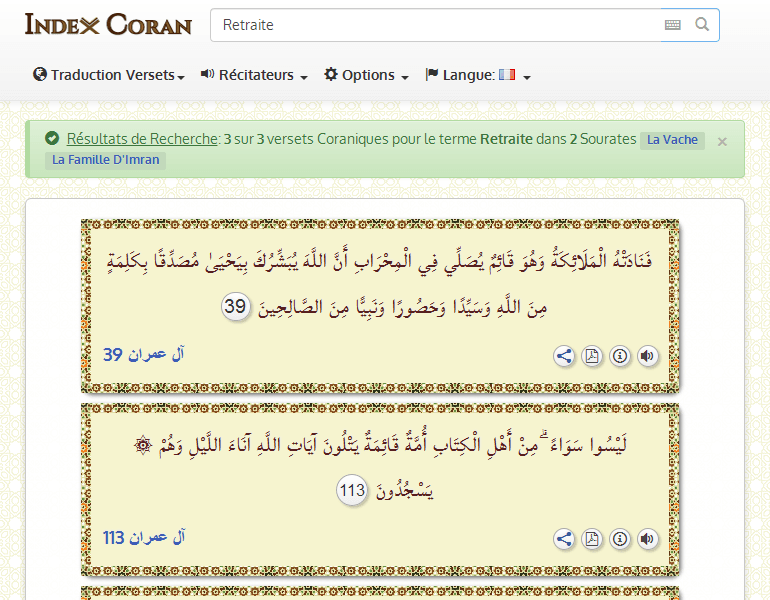 Index Coran
Retraite
Traduction Versets Récitateurs Options Langue:
Résultats de Recherche: 3 sur 3 versets Coraniques pour le terme Retraite dans 2 Sourates La Vache ×
La Famille D'Imran
فَنَادَتْهُ الْمَلَائِكَةُ وَهُوَ قَائِمٌ يُصَلِّي فِي الْمِحْرَابِ أَنَّ اللَّهَ يُبَشِّرُكَ بِيَحْيَىٰ مُصَدِّقًا بِكَلِمَةٍ
مِنَ اللَّهِ وَسَيِّدًا وَحَصُورًا وَنَبِيًّا مِنَ الصَّالِحِينَ 39
آل عمران 39
لَيْسُوا سَوَاءً ۗ مِنْ أَهْلِ الْكِتَابِ أُمَّةٌ قَائِمَةٌ يَتْلُونَ آيَاتِ اللَّهِ آنَاءَ اللَّيْلِ وَهُمْ ۞
يَسْجُدُونَ 113
آل عمران 113